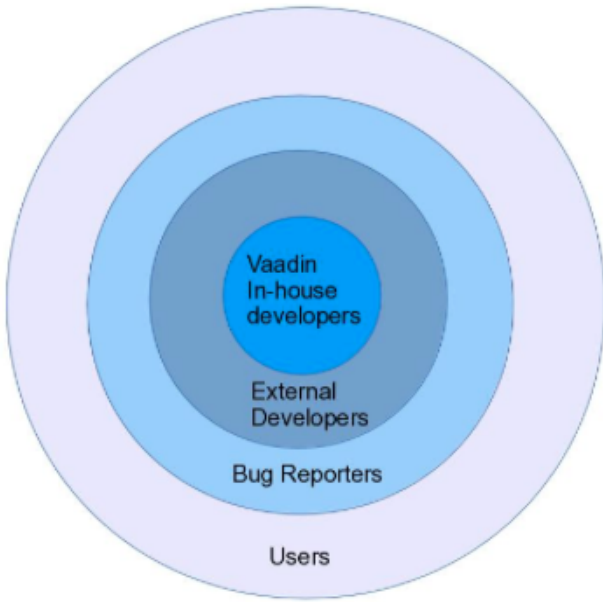 Vaadin
In-house
developers
External
Developers
Bug Reporters
Users